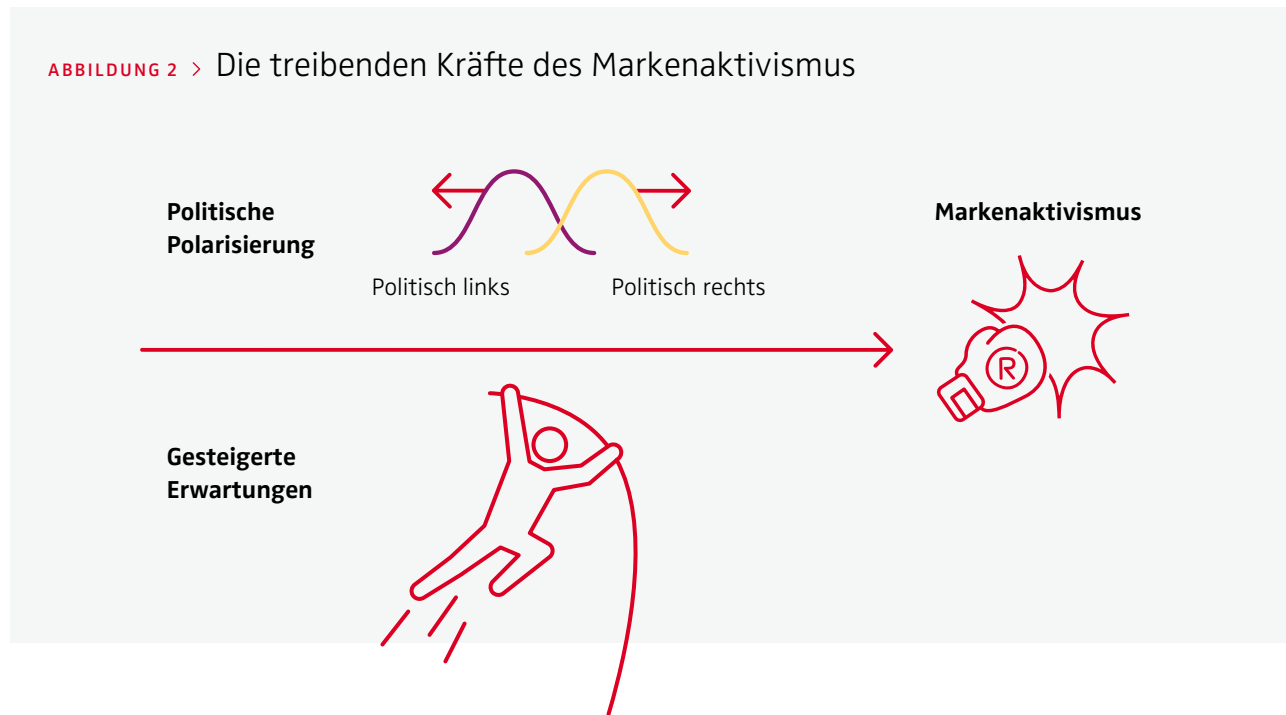 ABBILDUNG 2 > Die treibenden Kräfte des Markenaktivismus
Politische
Polarisierung
Politisch links
Politisch rechts
Markenaktivismus
R
Gesteigerte
Erwartungen